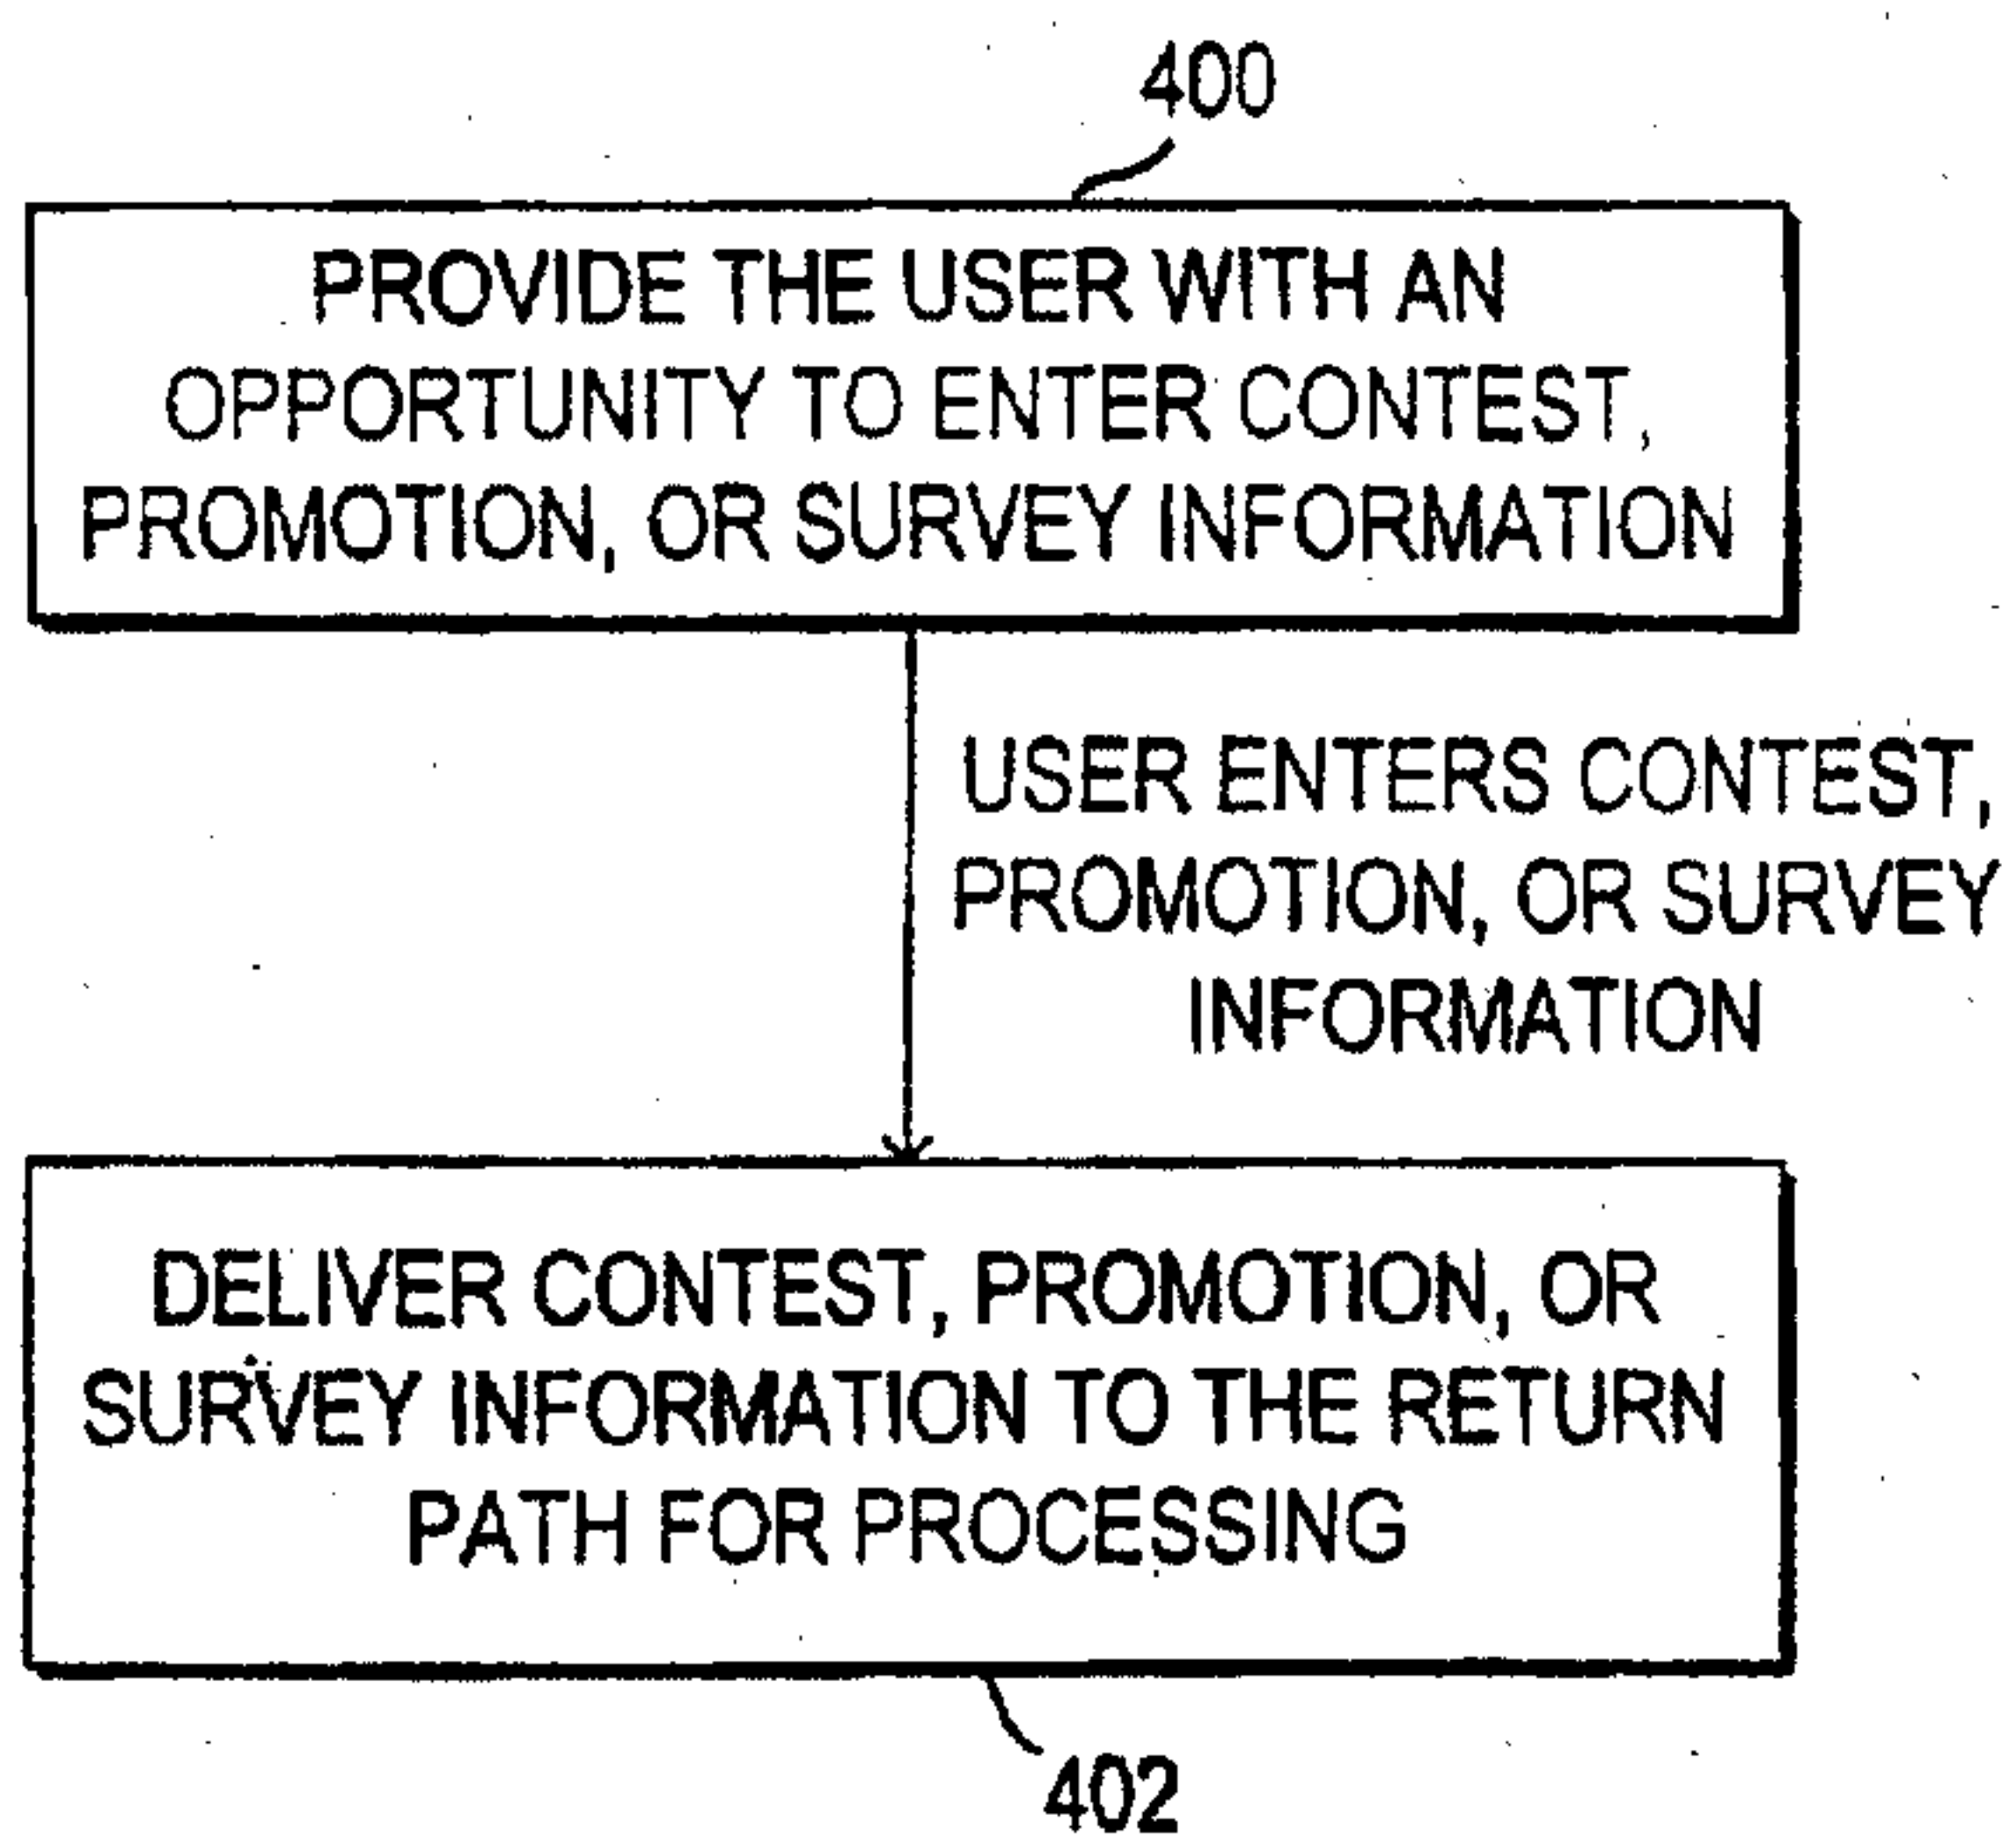 400
PROVIDE THE USER WITH AN
OPPORTUNITY TO ENTER CONTEST,
PROMOTION, OR SURVEY INFORMATION
USER ENTERS CONTEST,
PROMOTION, OR SURVEY
INFORMATION
DELIVER CONTEST, PROMOTION, OR
SURVEY INFORMATION TO THE RETURN
PATH FOR PROCESSING
402